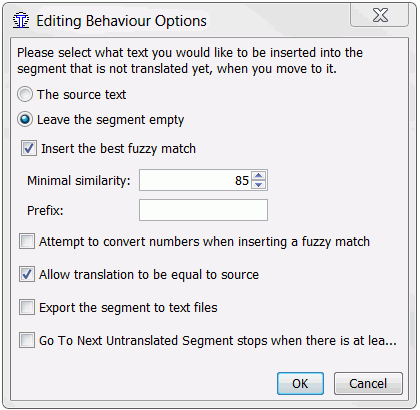 Editing Behaviour Options
Please select what text you would like to be inserted into the
segment that is not translated yet, when you move to it.
The source text
Leave the segment empty
Insert the best fuzzy match
Minimal similarity: 85
Prefix:
Attempt to convert numbers when inserting a fuzzy match
Allow translation to be equal to source
Export the segment to text files
Go To Next Untranslated Segment stops when there is at lea...
OK Cancel